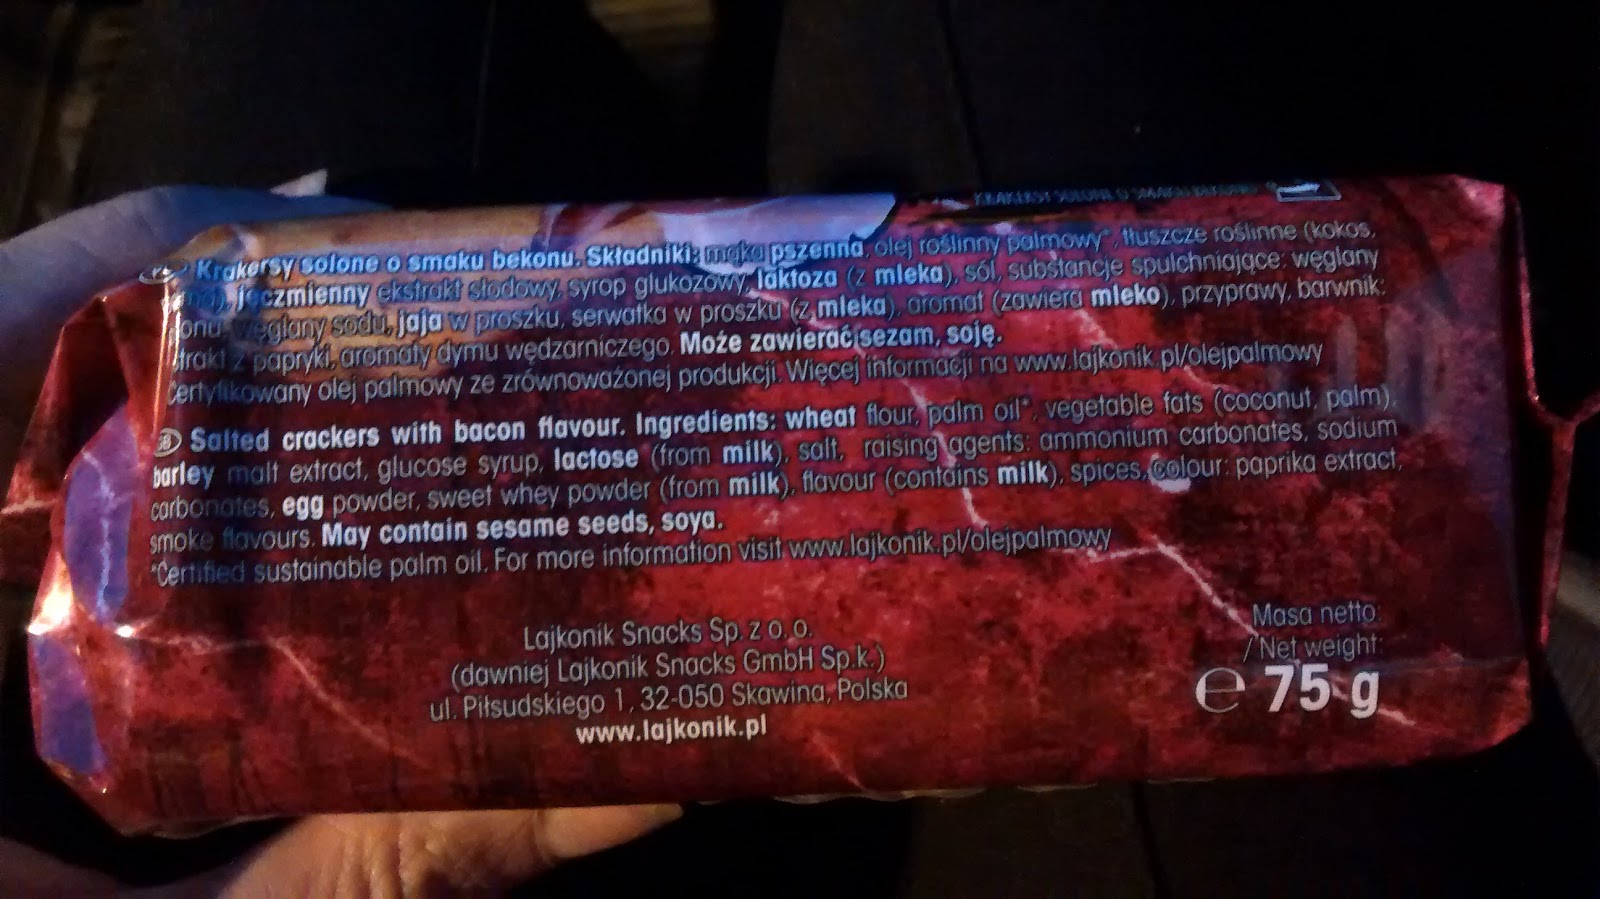 KRAKERSY SOLONE O SMAKU BEKONU
PL Krakersy solone o smaku bekonu. Składniki: mąka pszenna, olej roślinny palmowy*, tłuszcze roślinne (kokos,
jęczmienny ekstrakt słodowy, syrop glukozowy, laktoza (z mleka), sól, substancje spulchniające: węglany
węglany sodu, jaja w proszku, serwatka w proszku (z mleka), aromat (zawiera mleko), przyprawy, barwnik:
z papryki, aromaty dymu wędzarniczego. Może zawierać sezam, soję.
Certyfikowany olej palmowy ze zrównoważonej produkcji. Więcej informacji na www.lajkonik.pl/olejpalmowy
GB Salted crackers with bacon flavour. Ingredients: wheat flour, palm oil*, vegetable fats (coconut, palm),
barley malt extract, glucose syrup, lactose (from milk), salt, raising agents: ammonium carbonates, sodium
carbonates, egg powder, sweet whey powder (from milk), flavour (contains milk), spices, colour: paprika extract,
smoke flavours. May contain sesame seeds, soya.
*Certified sustainable palm oil. For more information visit www.lajkonik.pl/olejpalmowy
Lajkonik Snacks Sp. z o. o.
(dawniej Lajkonik Snacks GmbH Sp.k.)
ul. Piłsudskiego 1, 32-050 Skawina, Polska
www.lajkonik.pl
Masa netto:
/ Net weight:
℮ 75 g